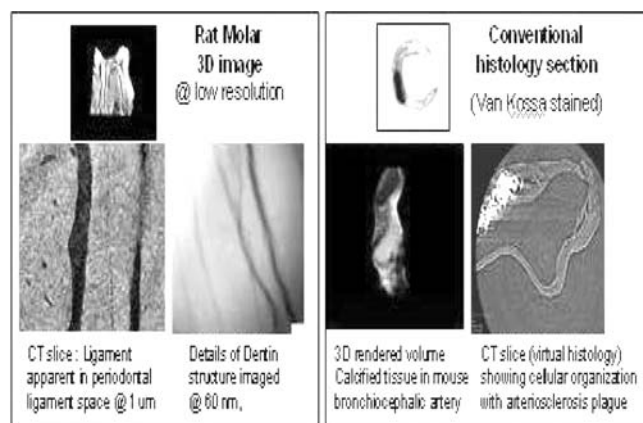 Rat Molar
3D image
@ low resolution
CT slice : Ligament
apparent in periodontal
ligament space @ 1 um
Details of Dentin
structure imaged
@ 60 nm,
Conventional
histology section
(Van Kossa stained)
3D rendered volume
Calcified tissue in mouse
bronchiocephalic artery
CT slice (virtual histology)
showing cellular organization
with arteriosclerosis plague